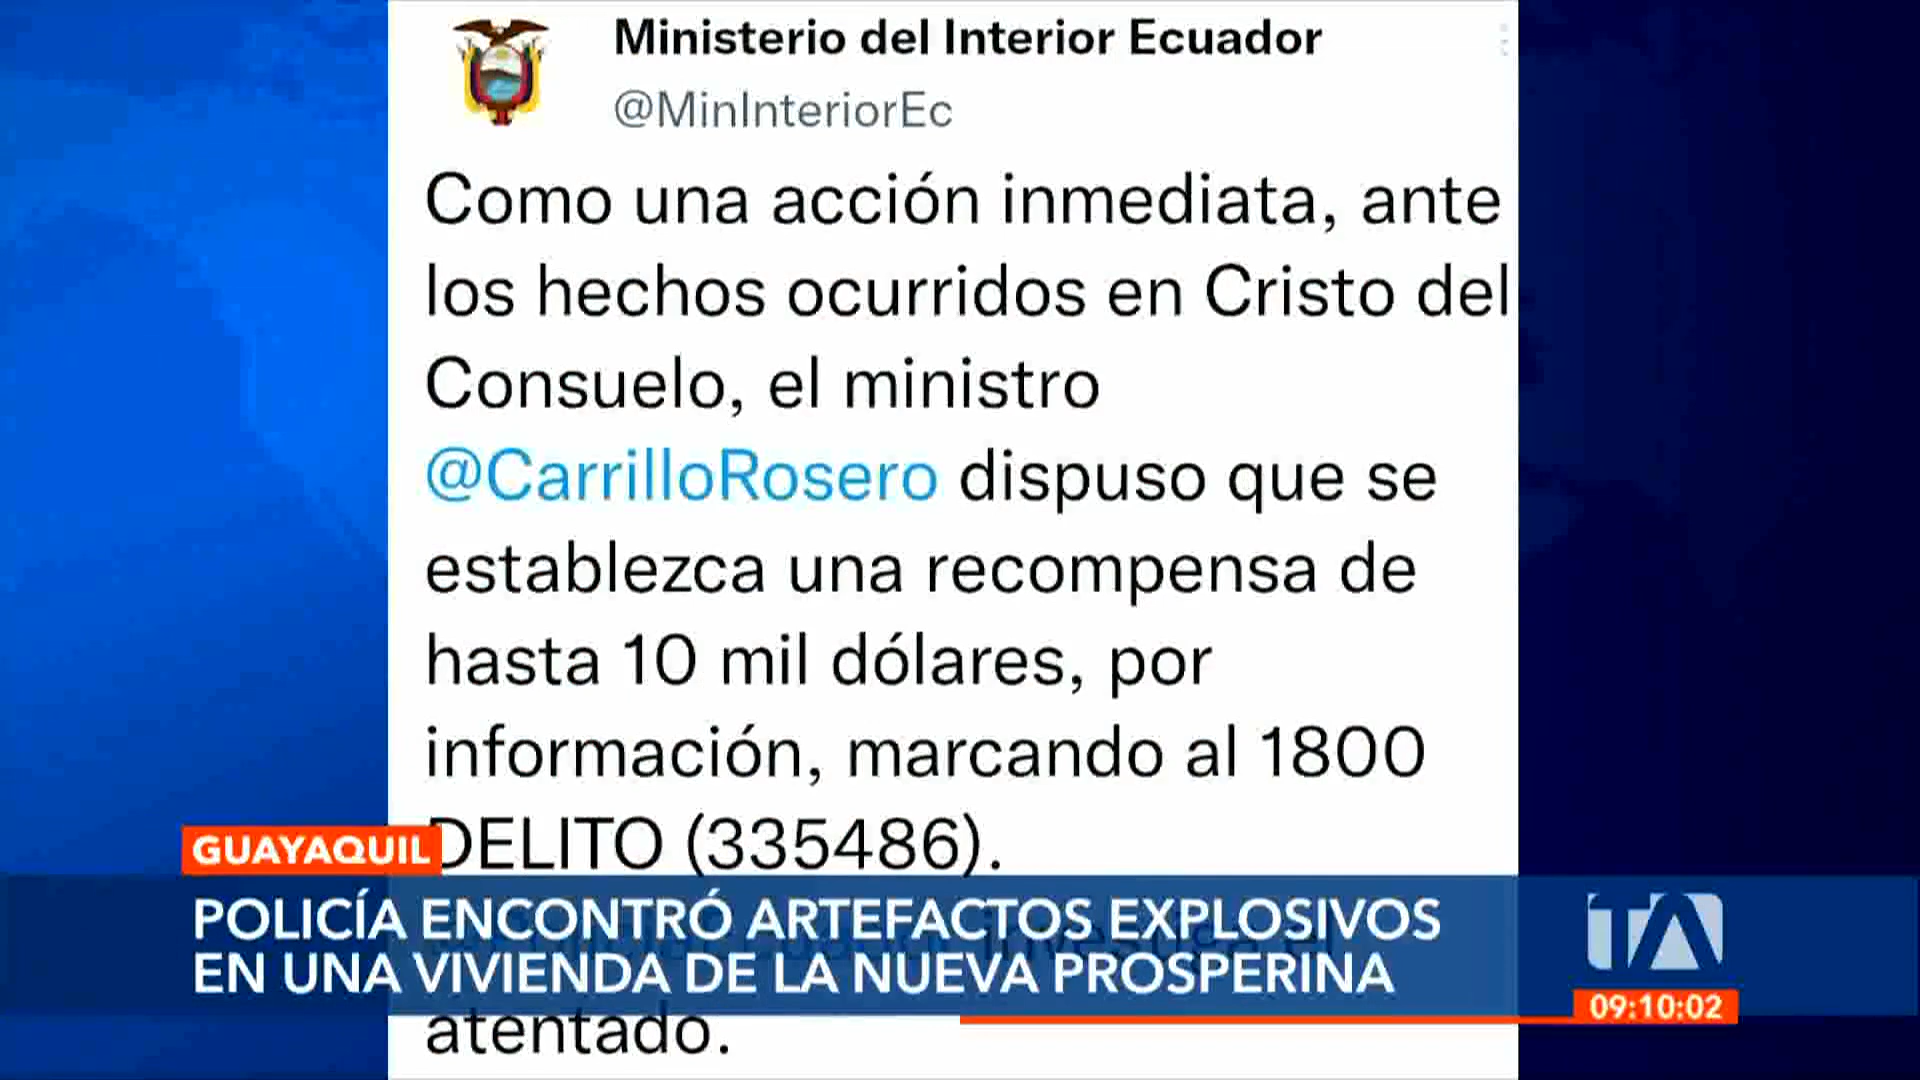 Ministerio del Interior Ecuador
@MinInteriorEc
Como una acción inmediata, ante
los hechos ocurridos en Cristo del
Consuelo, el ministro
@CarrilloRosero dispuso que se
establezca una recompensa de
hasta 10 mil dólares, por
información, marcando al 1800
DELITO (335486).
atentado.
GUAYAQUIL
POLICÍA ENCONTRÓ ARTEFACTOS EXPLOSIVOS
EN UNA VIVIENDA DE LA NUEVA PROSPERINA
TA
09:10:02